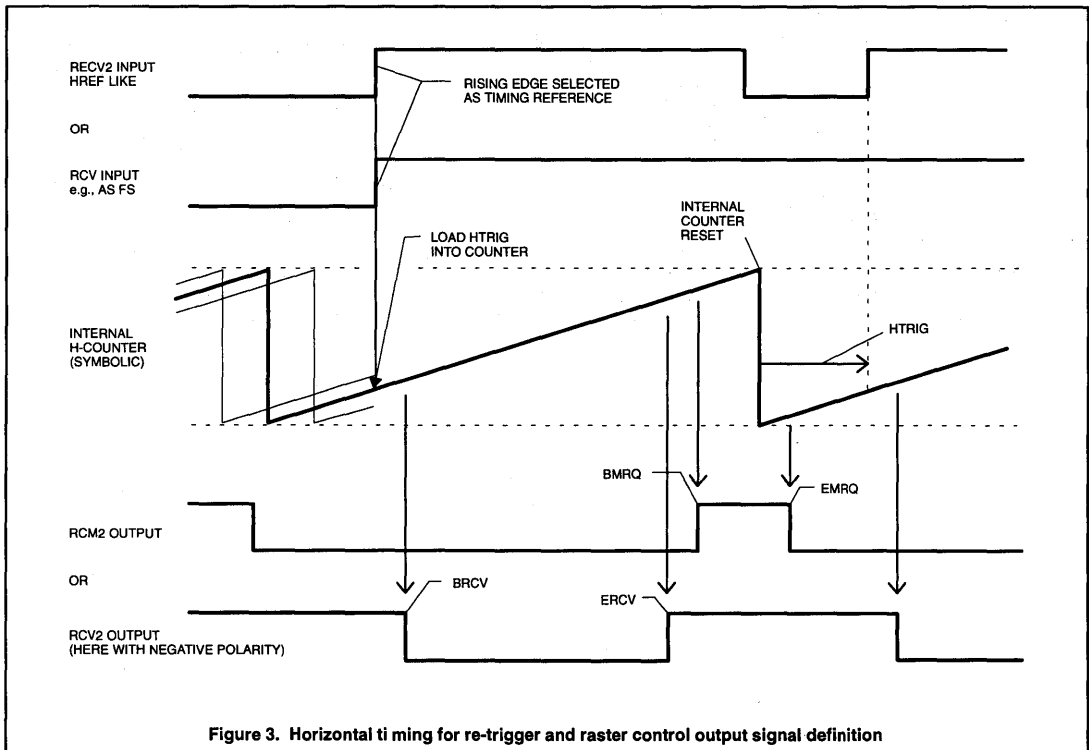 RECV2 INPUT
HREF LIKE
RISING EDGE SELECTED
AS TIMING REFERENCE
OR
RCV INPUT
e.g., AS FS
INTERNAL
COUNTER
RESET
LOAD HTRIG
INTO COUNTER
INTERNAL
H-COUNTER
(SYMBOLIC)
HTRIG
BMRQ
EMRQ
RCM2 OUTPUT
OR
BRCV
ERCV
RCV2 OUTPUT
(HERE WITH NEGATIVE POLARITY)
Figure 3. Horizontal ti ming for re-trigger and raster control output signal definition